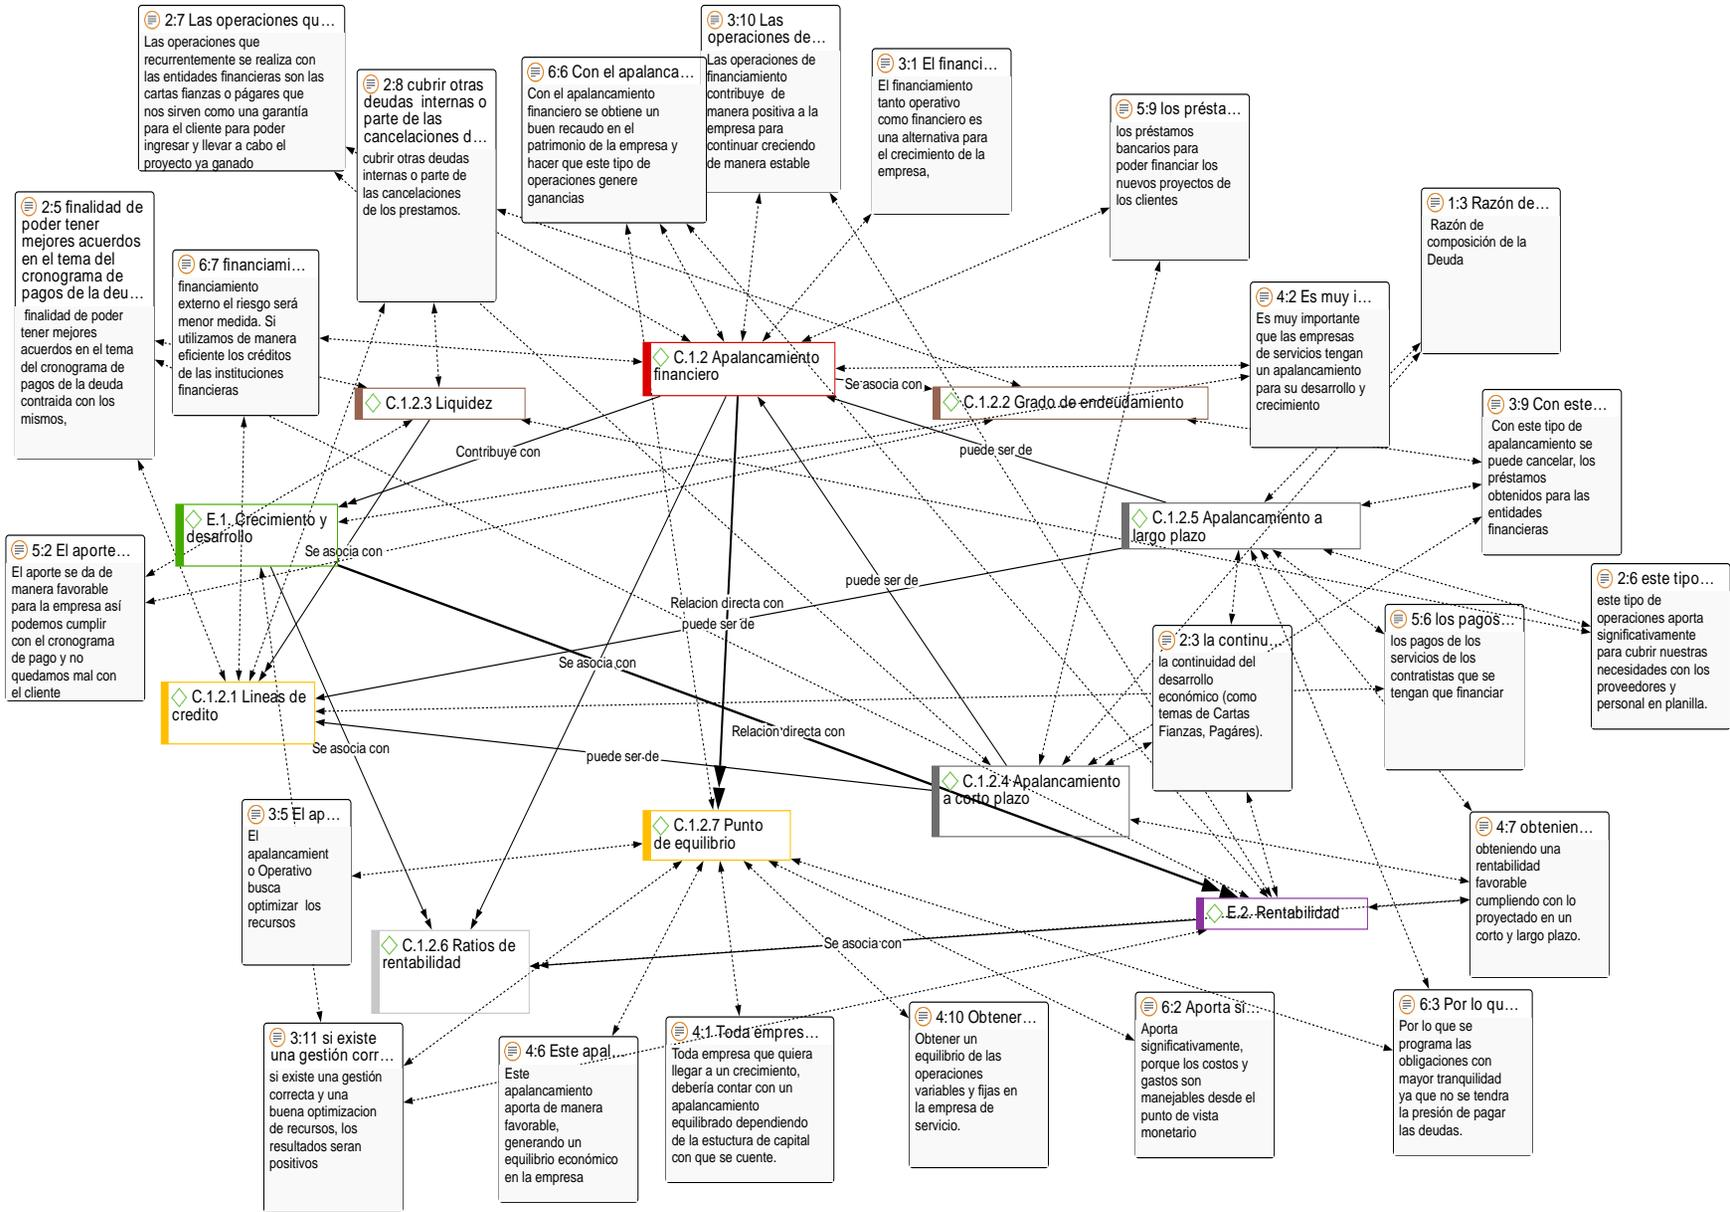 2:7 Las operaciones qu...
Las operaciones que
recurrentemente se realiza con
las entidades financieras son las
cartas fianzas o págares que
nos sirven como una garantía
para el cliente para poder
ingresar y llevar a cabo el
proyecto ya ganado
2:8 cubrir otras
deudas internas o
parte de las
cancelaciones d...
cubrir otras deudas
internas o parte de
las cancelaciones
de los prestamos.
6:6 Con el apalanca...
Con el apalancamiento
financiero se obtiene un
buen recaudo en el
patrimonio de la empresa y
hacer que este tipo de
operaciones genere
ganancias
3:10 Las
operaciones de...
Las operaciones de
financiamiento
contribuye de
manera positiva a la
empresa para
continuar creciendo
de manera estable
3:1 El financi...
El financiamiento
tanto operativo
como financiero es
una alternativa para
el crecimiento de la
empresa,
5:9 los présta...
los préstamos
bancarios para
poder financiar los
nuevos proyectos de
los clientes
1:3 Razón de...
Razón de
composición de la
Deuda
2:5 finalidad de
poder tener
mejores acuerdos
en el tema del
cronograma de
pagos de la deu...
finalidad de poder
tener mejores
acuerdos en el tema
del cronograma de
pagos de la deuda
contraida con los
mismos,
6:7 financiami...
financiamiento
externo el riesgo será
menor medida. Si
utilizamos de manera
eficiente los créditos
de las instituciones
financieras
4:2 Es muy i...
Es muy importante
que las empresas
de servicios tengan
un apalancamiento
para su desarrollo y
crecimiento
C.1.2 Apalancamiento
financiero
Se asocia con
C.1.2.2 Grado de endeudamiento
C.1.2.3 Liquidez
3:9 Con este...
Con este tipo de
apalancamiento se
puede cancelar, los
préstamos
obtenidos para las
entidades
financieras
Contribuye con
puede ser de
E.1. Crecimiento y
desarrollo
Se asocia con
C.1.2.5 Apalancamiento a
largo plazo
5:2 El aporte...
El aporte se da de
manera favorable
para la empresa así
podemos cumplir
con el cronograma
de pago y no
quedamos mal con
el cliente
puede ser de
Relacion directa con
puede ser de
Se asocia con
2:6 este tipo...
este tipo de
operaciones aporta
significativamente
para cubrir nuestras
necesidades con los
proveedores y
personal en planilla.
5:6 los pagos...
los pagos de los
servicios de los
contratistas que se
tengan que financiar
2:3 la continu...
la continuidad del
desarrollo
económico (como
temas de Cartas
Fianzas, Pagáres).
C.1.2.1 Lineas de
credito
Se asocia con
Relacion directa con
puede ser de
C.1.2.4 Apalancamiento
a corto plazo
3:5 El ap...
El
apalancamient
o Operativo
busca
optimizar los
recursos
C.1.2.7 Punto
de equilibrio
4:7 obtenien...
obteniendo una
rentabilidad
favorable
cumpliendo con lo
proyectado en un
corto y largo plazo.
E.2. Rentabilidad
Se asocia con
C.1.2.6 Ratios de
rentabilidad
3:11 si existe
una gestión corr...
si existe una gestión
correcta y una
buena optimizacion
de recursos, los
resultados seran
positivos
4:6 Este apal...
Este
apalancamiento
aporta de manera
favorable,
generando un
equilibrio económico
en la empresa
4:1 Toda empres...
Toda empresa que quiera
llegar a un crecimiento,
debería contar con un
apalancamiento
equilibrado dependiendo
de la estuctura de capital
con que se cuente.
4:10 Obtener...
Obtener un
equilibrio de las
operaciones
variables y fijas en
la empresa de
servicio.
6:2 Aporta si...
Aporta
significativamente,
porque los costos y
gastos son
manejables desde el
punto de vista
monetario
6:3 Por lo qu...
Por lo que se
programa las
obligaciones con
mayor tranquilidad
ya que no se tendra
la presión de pagar
las deudas.